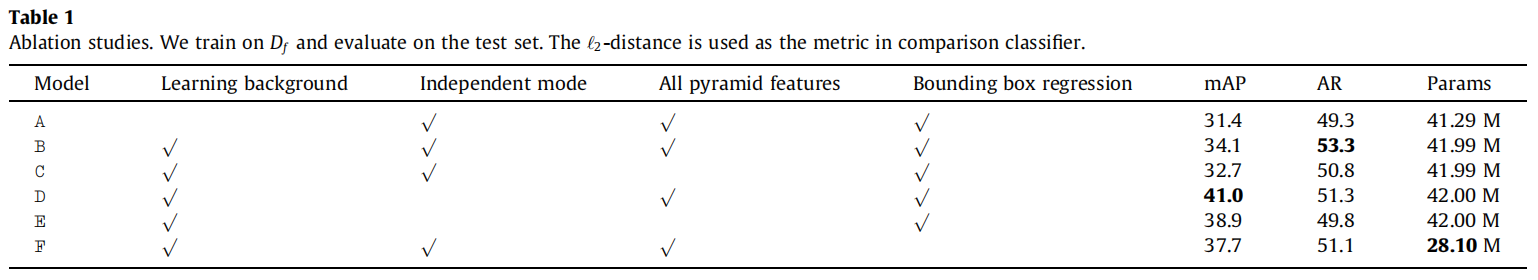 Table 1
Ablation studies. We train on D_f and evaluate on the test set. The ℓ₂-distance is used as the metric in comparison classifier.
Model Learning background Independent mode All pyramid features Bounding box regression mAP AR Params
A √ √ √ 31.4 49.3 41.29 M
B √ √ √ √ 34.1 53.3 41.99 M
C √ √ √ 32.7 50.8 41.99 M
D √ √ √ 41.0 51.3 42.00 M
E √ √ 38.9 49.8 42.00 M
F √ √ √ 37.7 51.1 28.10 M